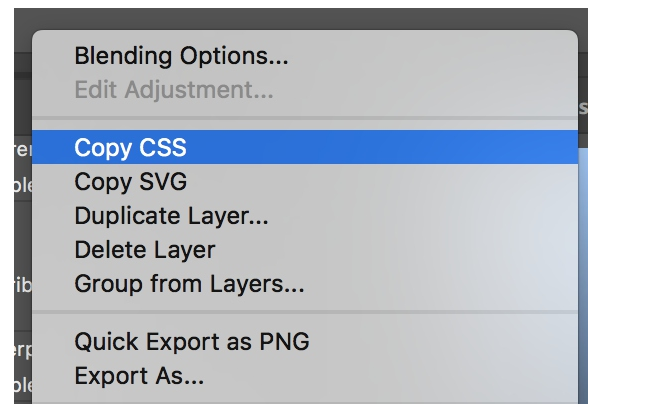 Blending Options...
Edit Adjustment...
Copy CSS
Copy SVG
Duplicate Layer...
Delete Layer
Group from Layers...
Quick Export as PNG
Export As...